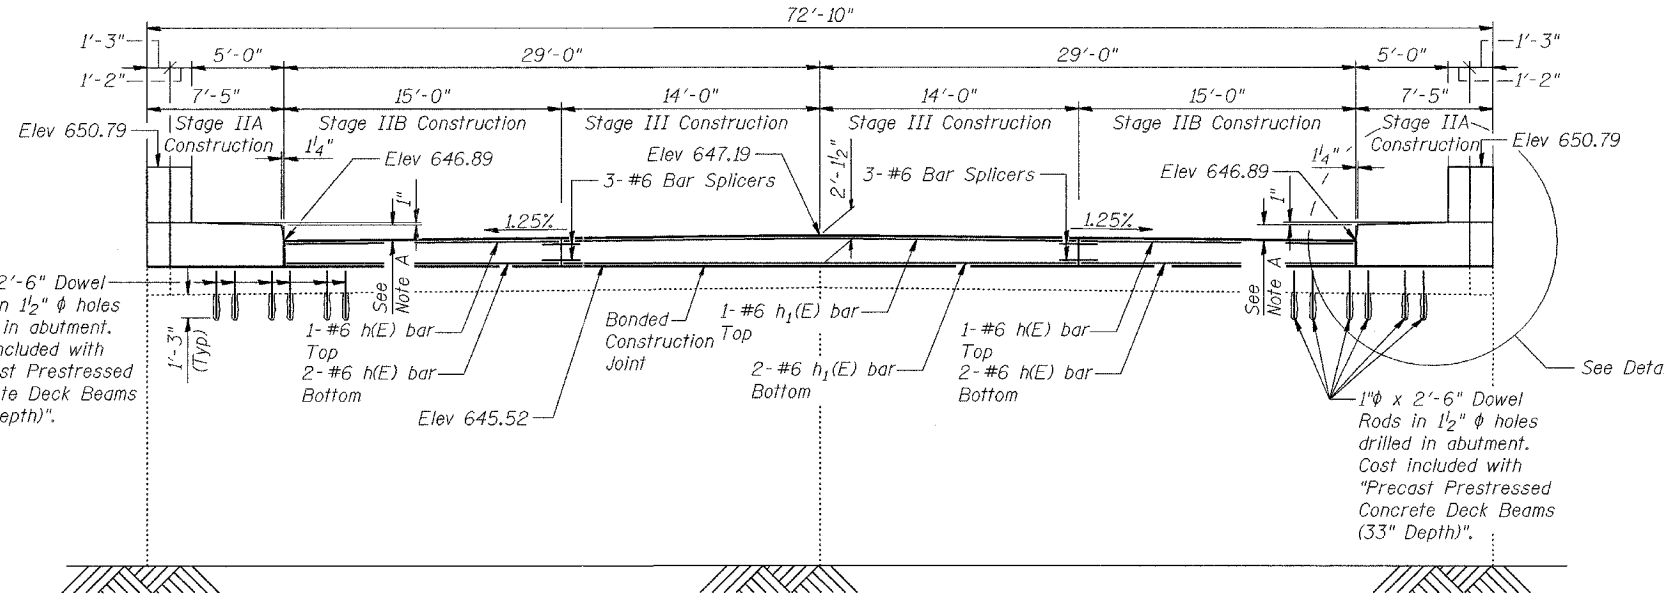 72'-10"
1'-3"
5'-0"
29'-0"
29'-0"
5'-0"
1'-3"
1'-2"
1'-2"
7'-5"
15'-0"
14'-0"
14'-0"
15'-0"
7'-5"
Elev 650.79
Stage IIA
Construction
Stage IIB Construction
Stage III Construction
Stage III Construction
Stage IIB Construction
Stage IIA
Construction
Elev 650.79
1¼"
Elev 646.89
Elev 647.19
2'-1½"
3- #6 Bar Splicers
3- #6 Bar Splicers
Elev 646.89
1¼"
1"
1.25%
1.25%
1"
2'-6" Dowel
in 1½" φ holes
in abutment.
ncluded with
st Prestressed
te Deck Beams
epth)".
1'-3"
(Typ)
See
Note A
1- #6 h(E) bar
Top
2- #6 h(E) bar
Bottom
Elev 645.52
Bonded
Construction
Joint
1- #6 h₁(E) bar
Top
2- #6 h₁(E) bar
Bottom
1- #6 h(E) bar
Top
2- #6 h(E) bar
Bottom
See
Note A
See Deta
1"φ x 2'-6" Dowel
Rods in 1½" φ holes
drilled in abutment.
Cost included with
"Precast Prestressed
Concrete Deck Beams
(33" Depth)".